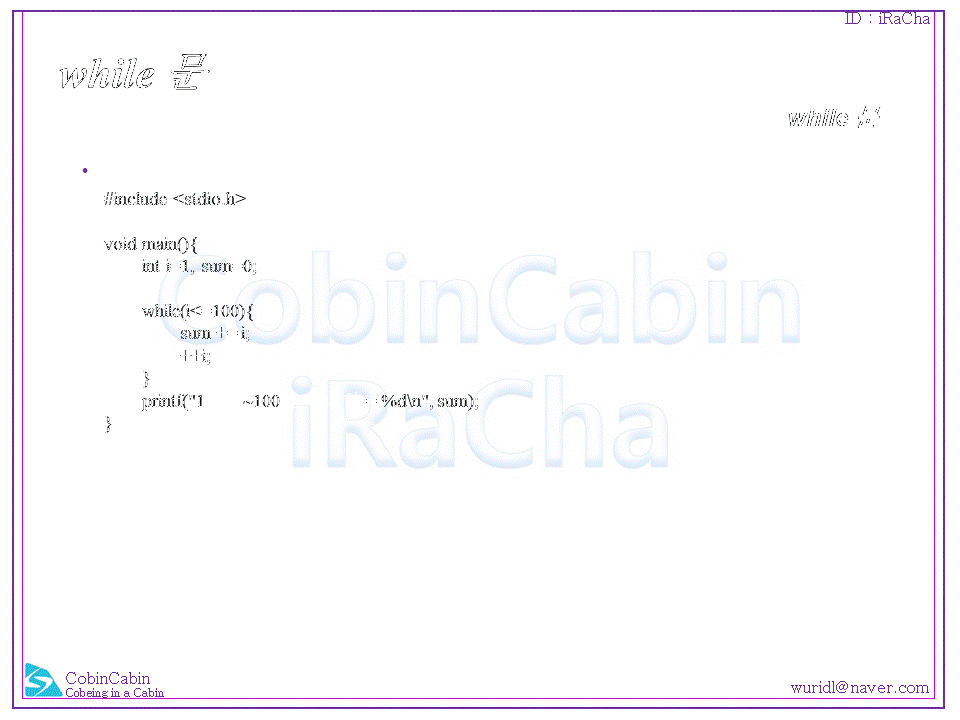 ID : iRaCha
while 문
while 문
•
#include <stdio.h>
void main(){
int i=1, sum=0;
while(i<=100){
sum += i;
++i;
}
printf("1 ~100 = %d\n", sum);
}
CobinCabin
iRaCha
CobinCabin
Cobeing in a Cabin
wuridl@naver.com